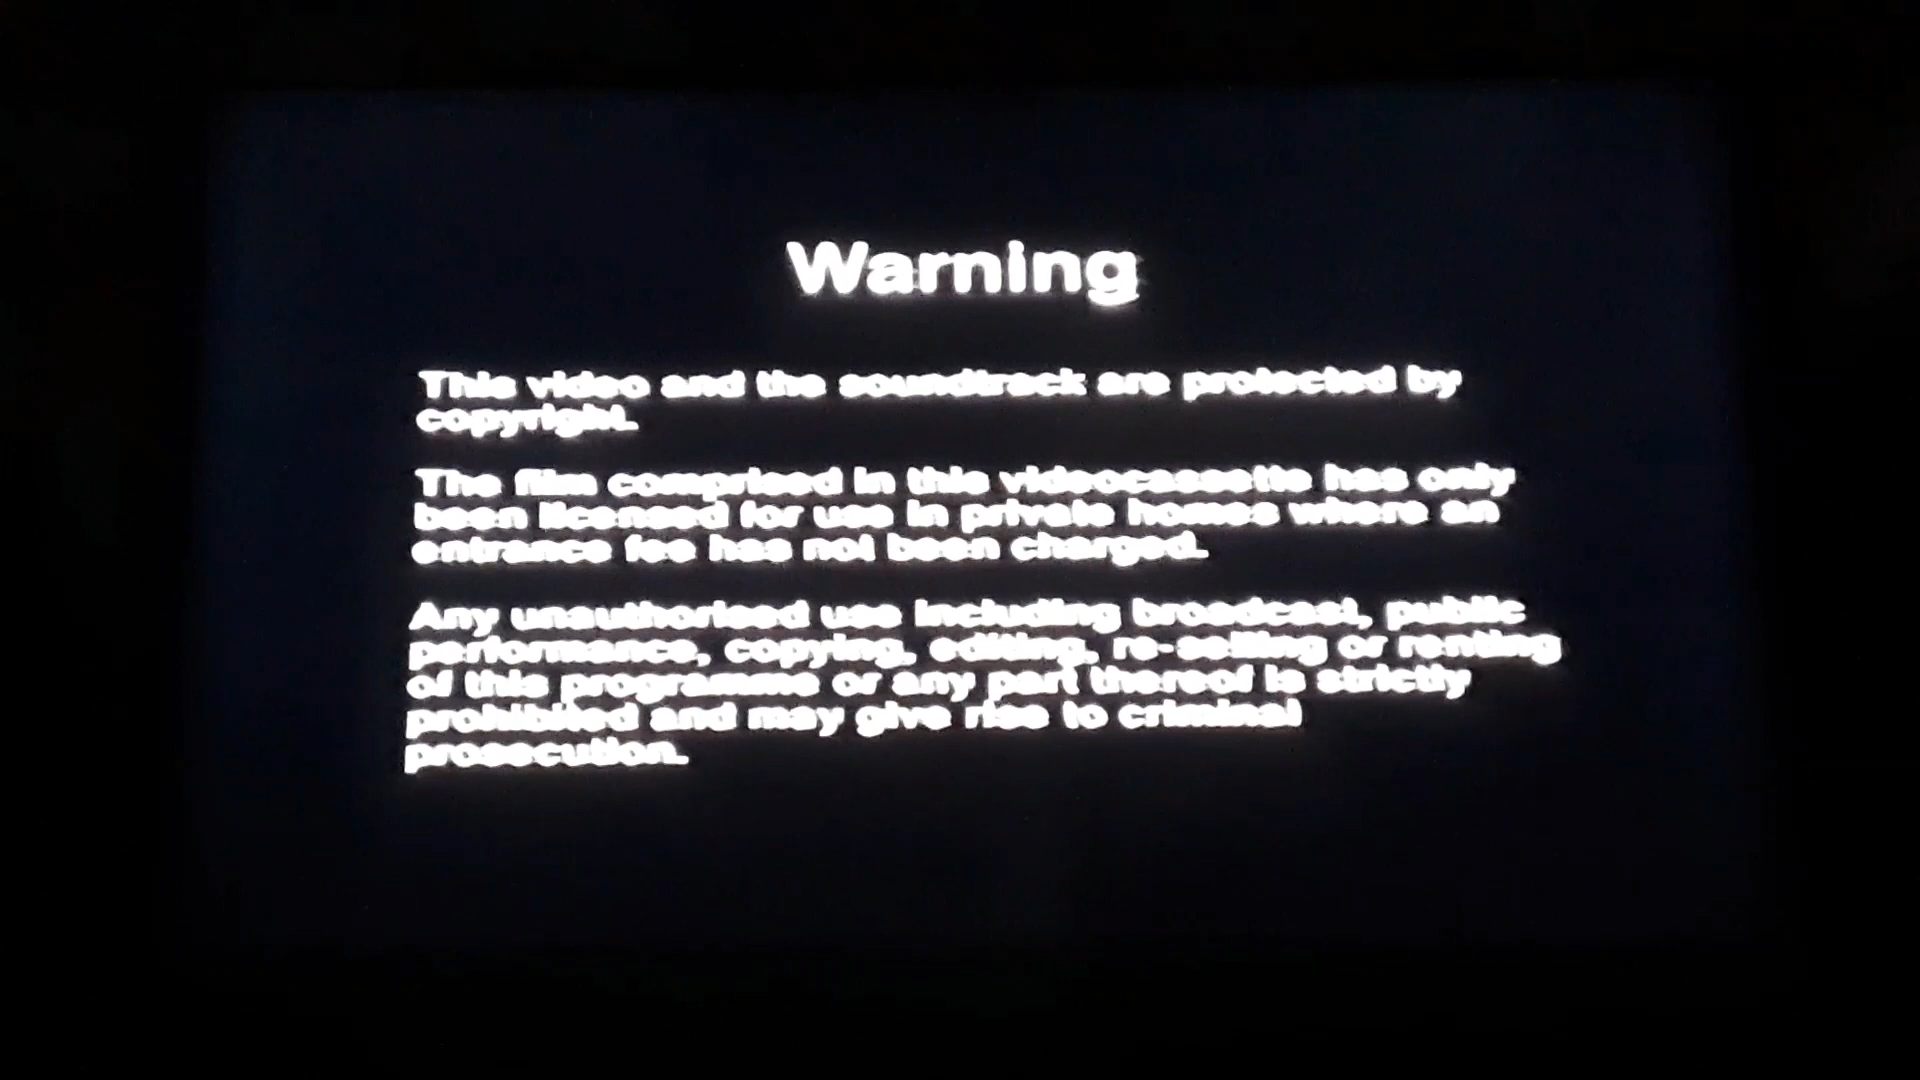 Warning
This video and the soundtrack are protected by
copyright.
The film comprised in this videocassette has only
been licensed for use in private homes where an
entrance fee has not been charged.
Any unauthorised use including broadcast, public
performance, copying, editing, re-selling or renting
of this programme or any part thereof is strictly
prohibited and may give rise to criminal
prosecution.